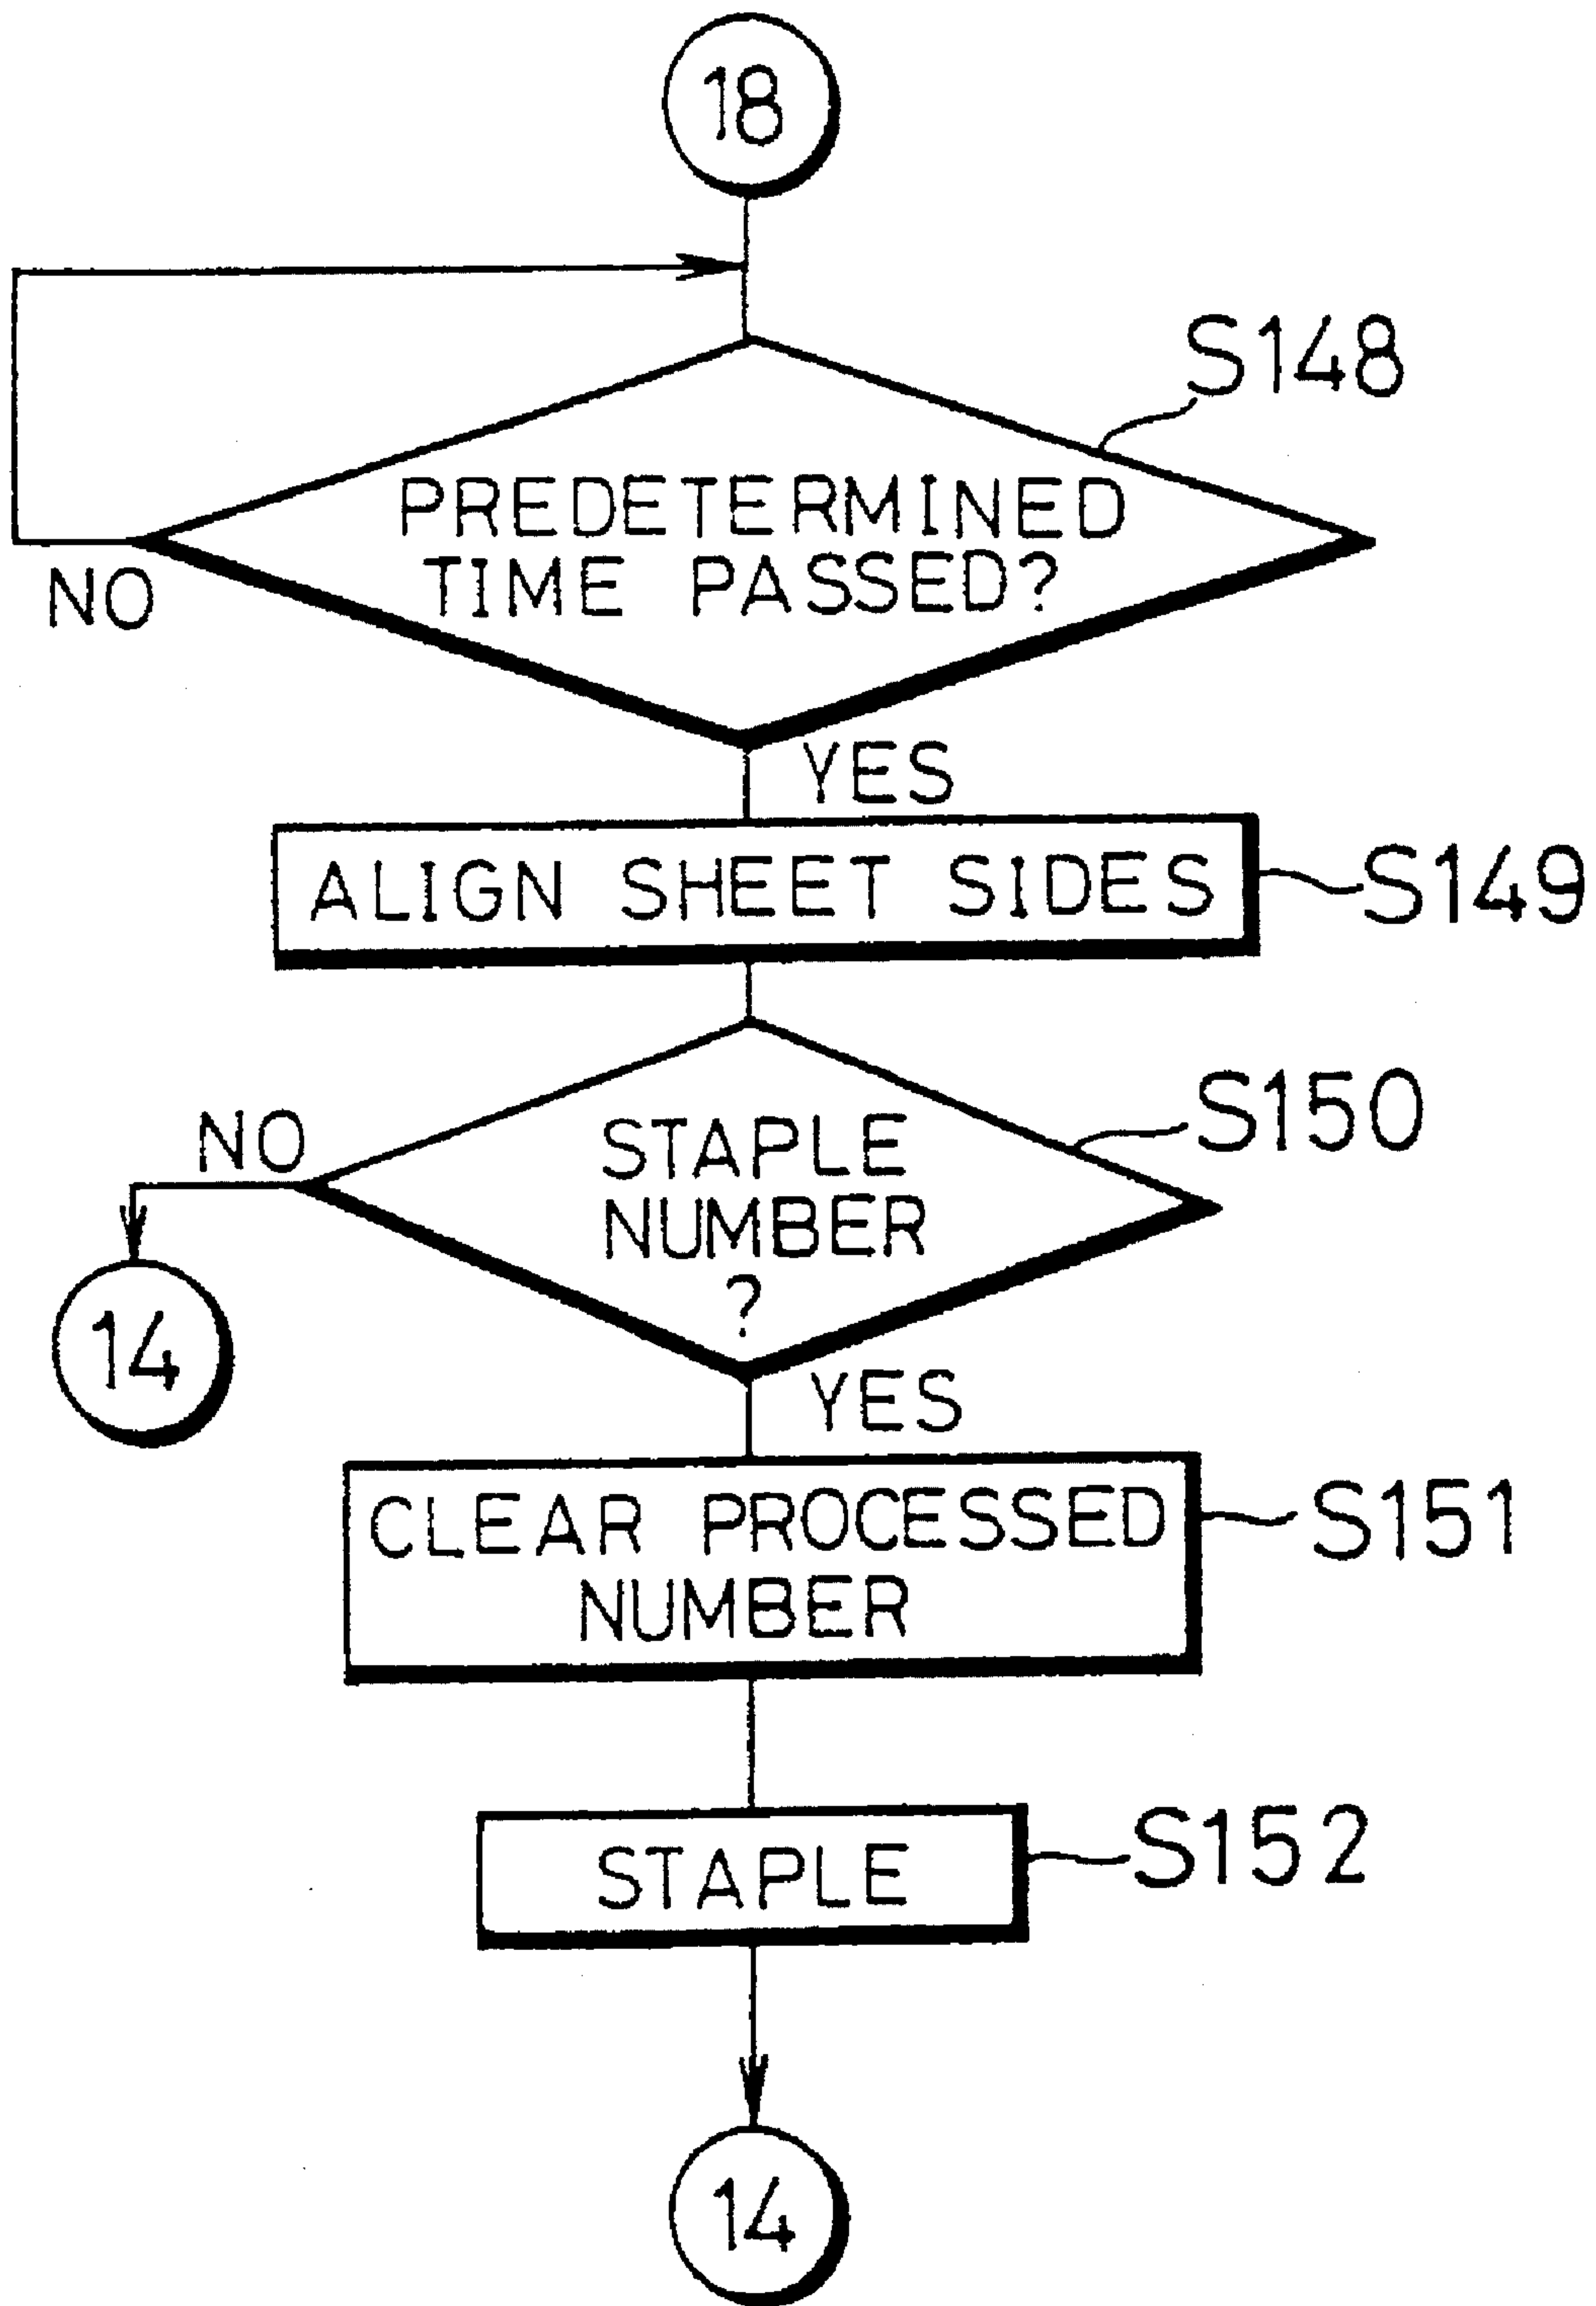 18
S148
PREDETERMINED
TIME PASSED?
NO
YES
ALIGN SHEET SIDES
S149
S150
NO
STAPLE
NUMBER
?
14
YES
CLEAR PROCESSED
NUMBER
S151
STAPLE
S152
14